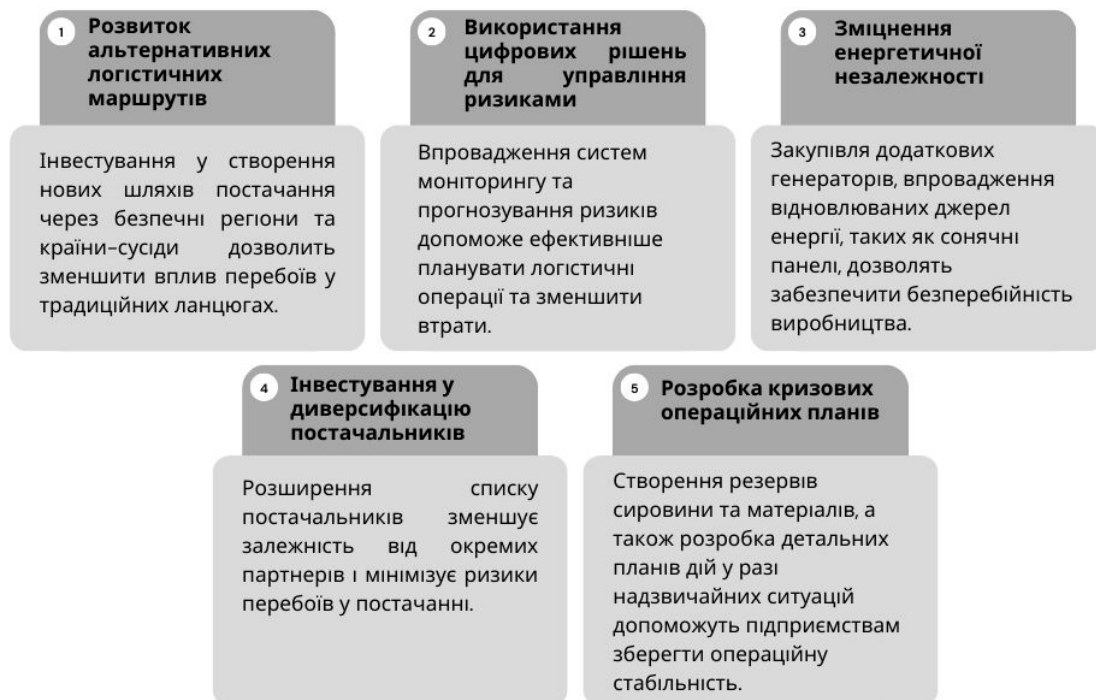 1
Розвиток
альтернативних
логістичних
маршрутів
Інвестування у створення
нових шляхів постачання
через безпечні регіони та
країни-сусіди дозволить
зменшити вплив перебоїв у
традиційних ланцюгах.
2
Використання
цифрових рішень
для управління
ризиками
Впровадження систем
моніторингу та
прогнозування ризиків
допоможе ефективніше
планувати логістичні
операції та зменшити
втрати.
3
Зміцнення
енергетичної
незалежності
Закупівля додаткових
генераторів, впровадження
відновлюваних джерел
енергії, таких як сонячні
панелі, дозволять
забезпечити безперебійність
виробництва.
4
Інвестування у
диверсифікацію
постачальників
Розширення списку
постачальників зменшує
залежність від окремих
партнерів і мінімізує ризики
перебоїв у постачанні.
5
Розробка кризових
операційних планів
Створення резервів
сировини та матеріалів, а
також розробка детальних
планів дій у разі
надзвичайних ситуацій
допоможуть підприємствам
зберегти операційну
стабільність.